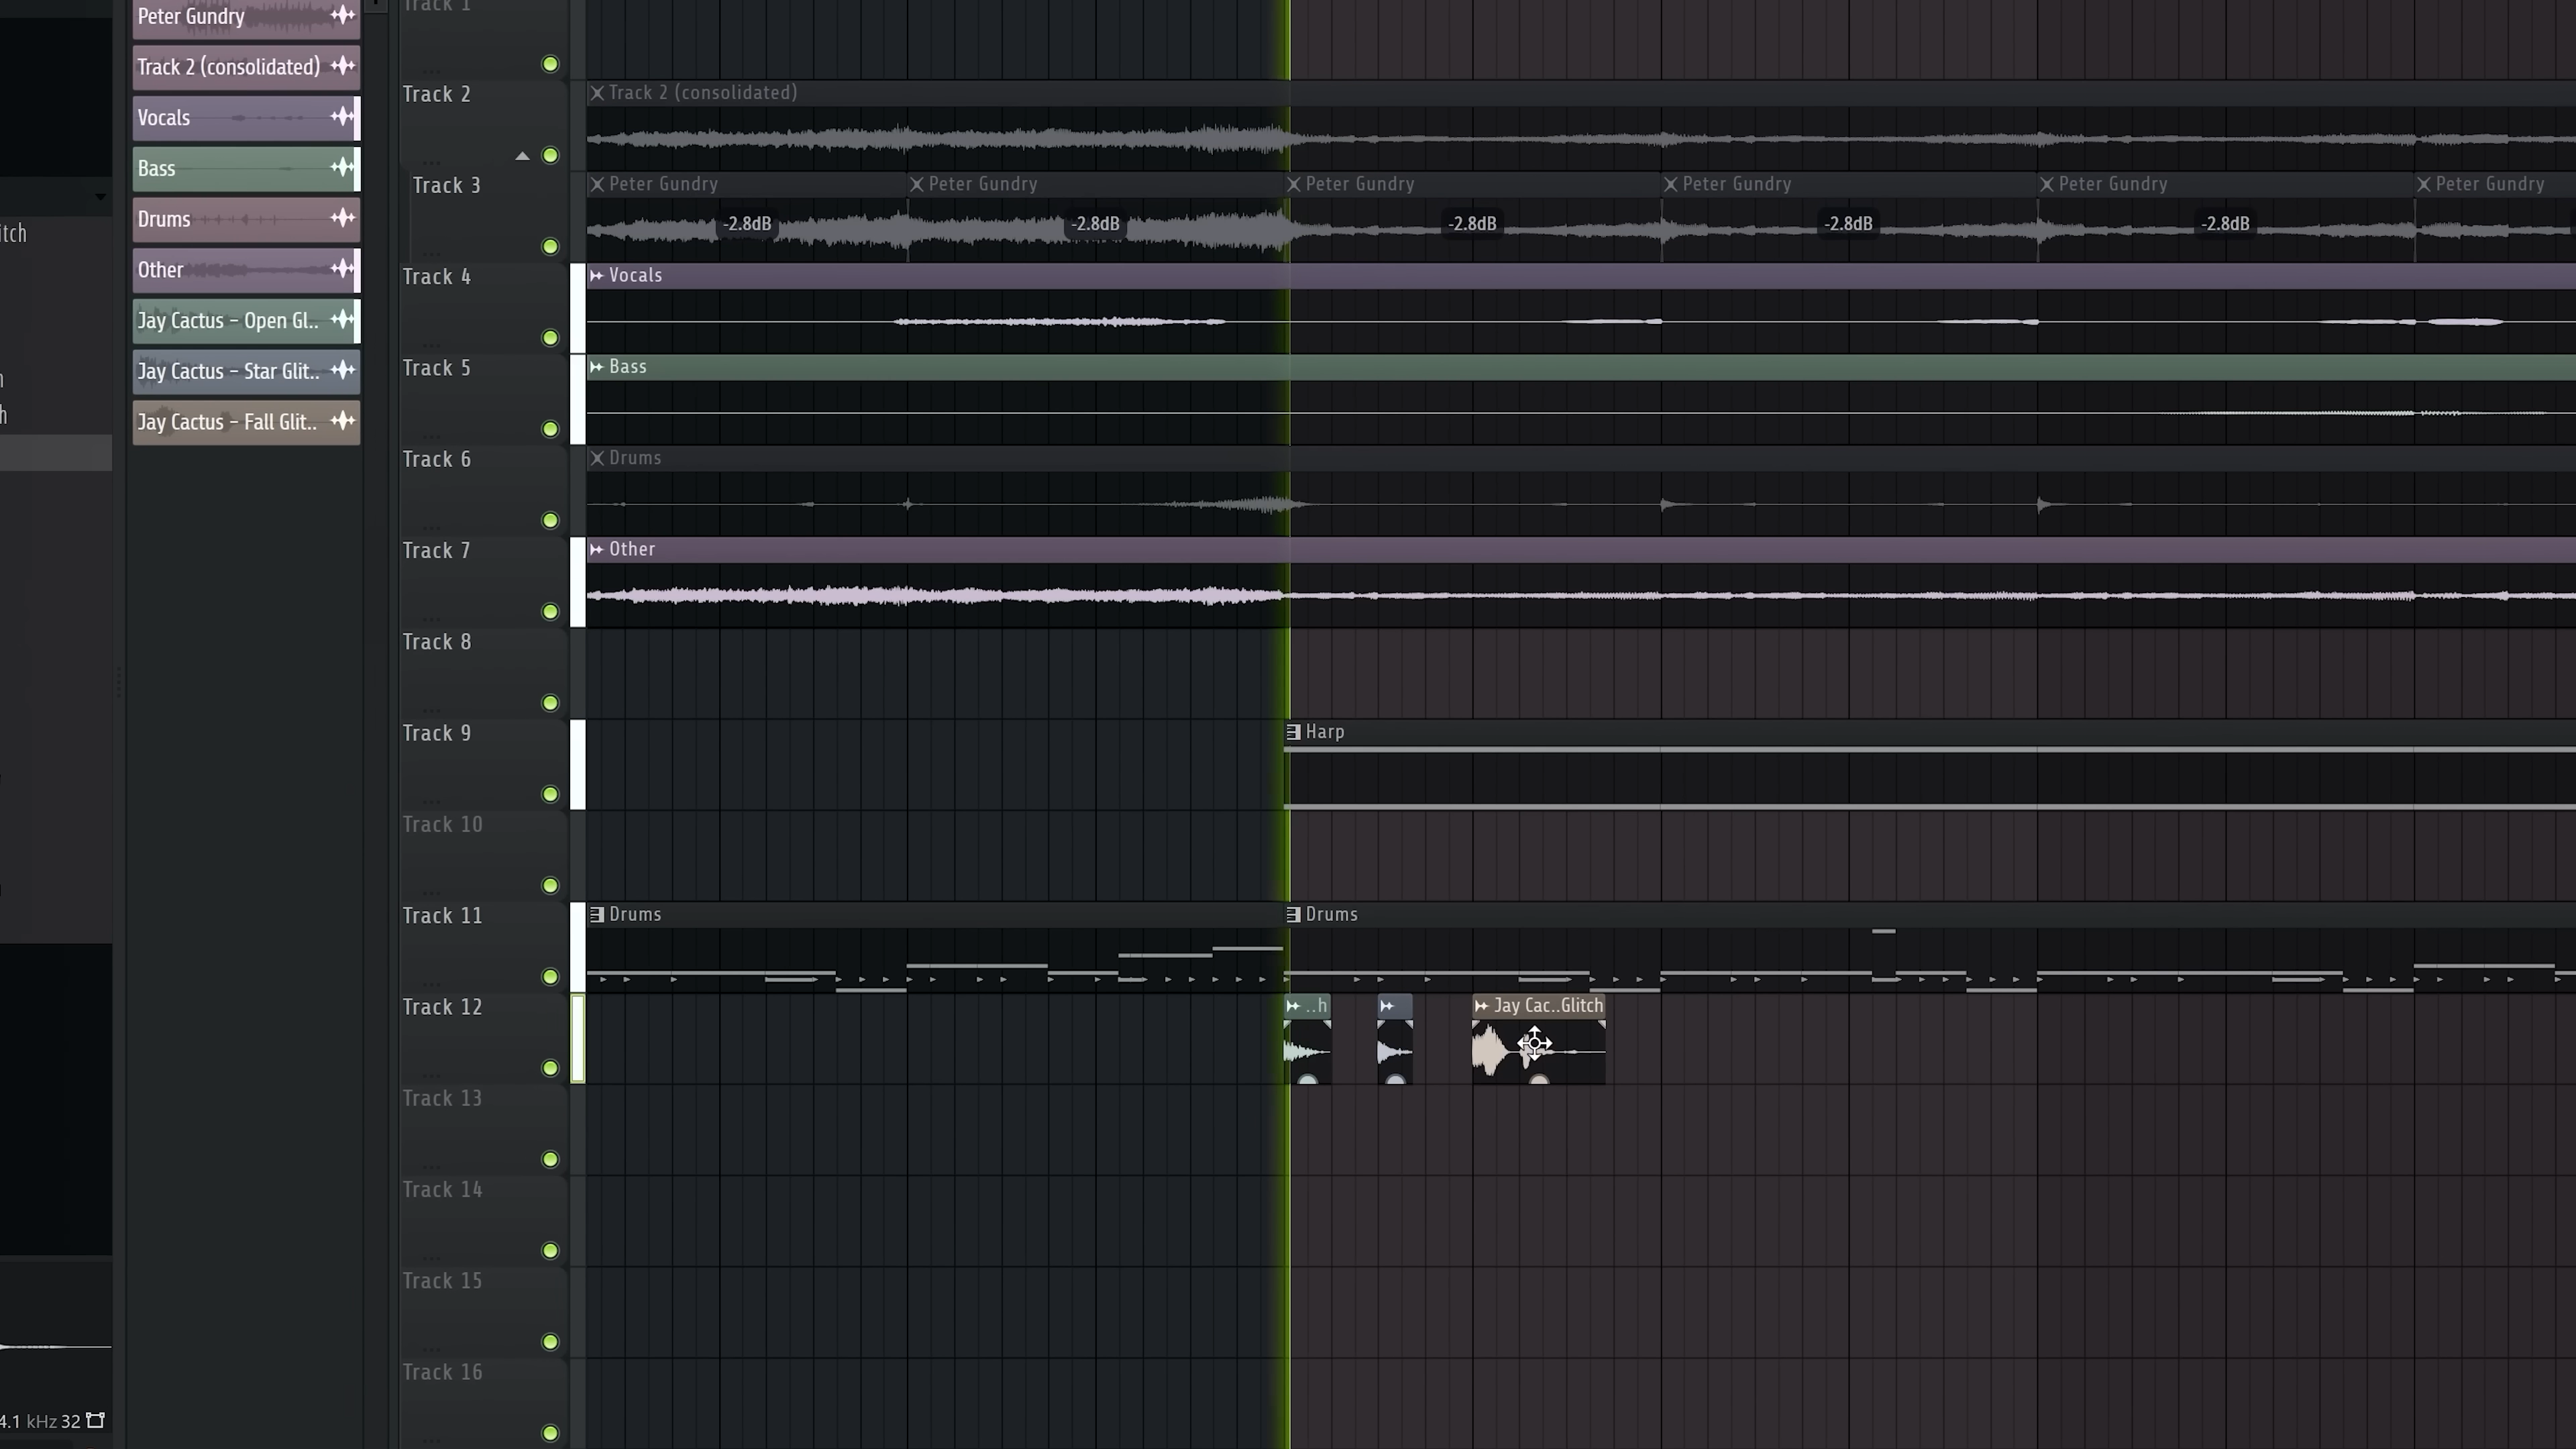 Peter Gundry
Track 2 (consolidated)
Vocals
Bass
Drums
Other
Jay Cactus - Open Gl..
Jay Cactus - Star Glit..
Jay Cactus - Fall Glit..
itch
h
4.1 kHz 32
Track 1
Track 2
Track 2 (consolidated)
Track 3
Peter Gundry
Peter Gundry
Peter Gundry
Peter Gundry
Peter Gundry
Peter Gundry
-2.8dB
-2.8dB
-2.8dB
-2.8dB
-2.8dB
Track 4
Vocals
Track 5
Bass
Track 6
Drums
Track 7
Other
Track 8
Track 9
Harp
Track 10
Track 11
Drums
Drums
Track 12
..h
Jay Cac..Glitch
Track 13
Track 14
Track 15
Track 16